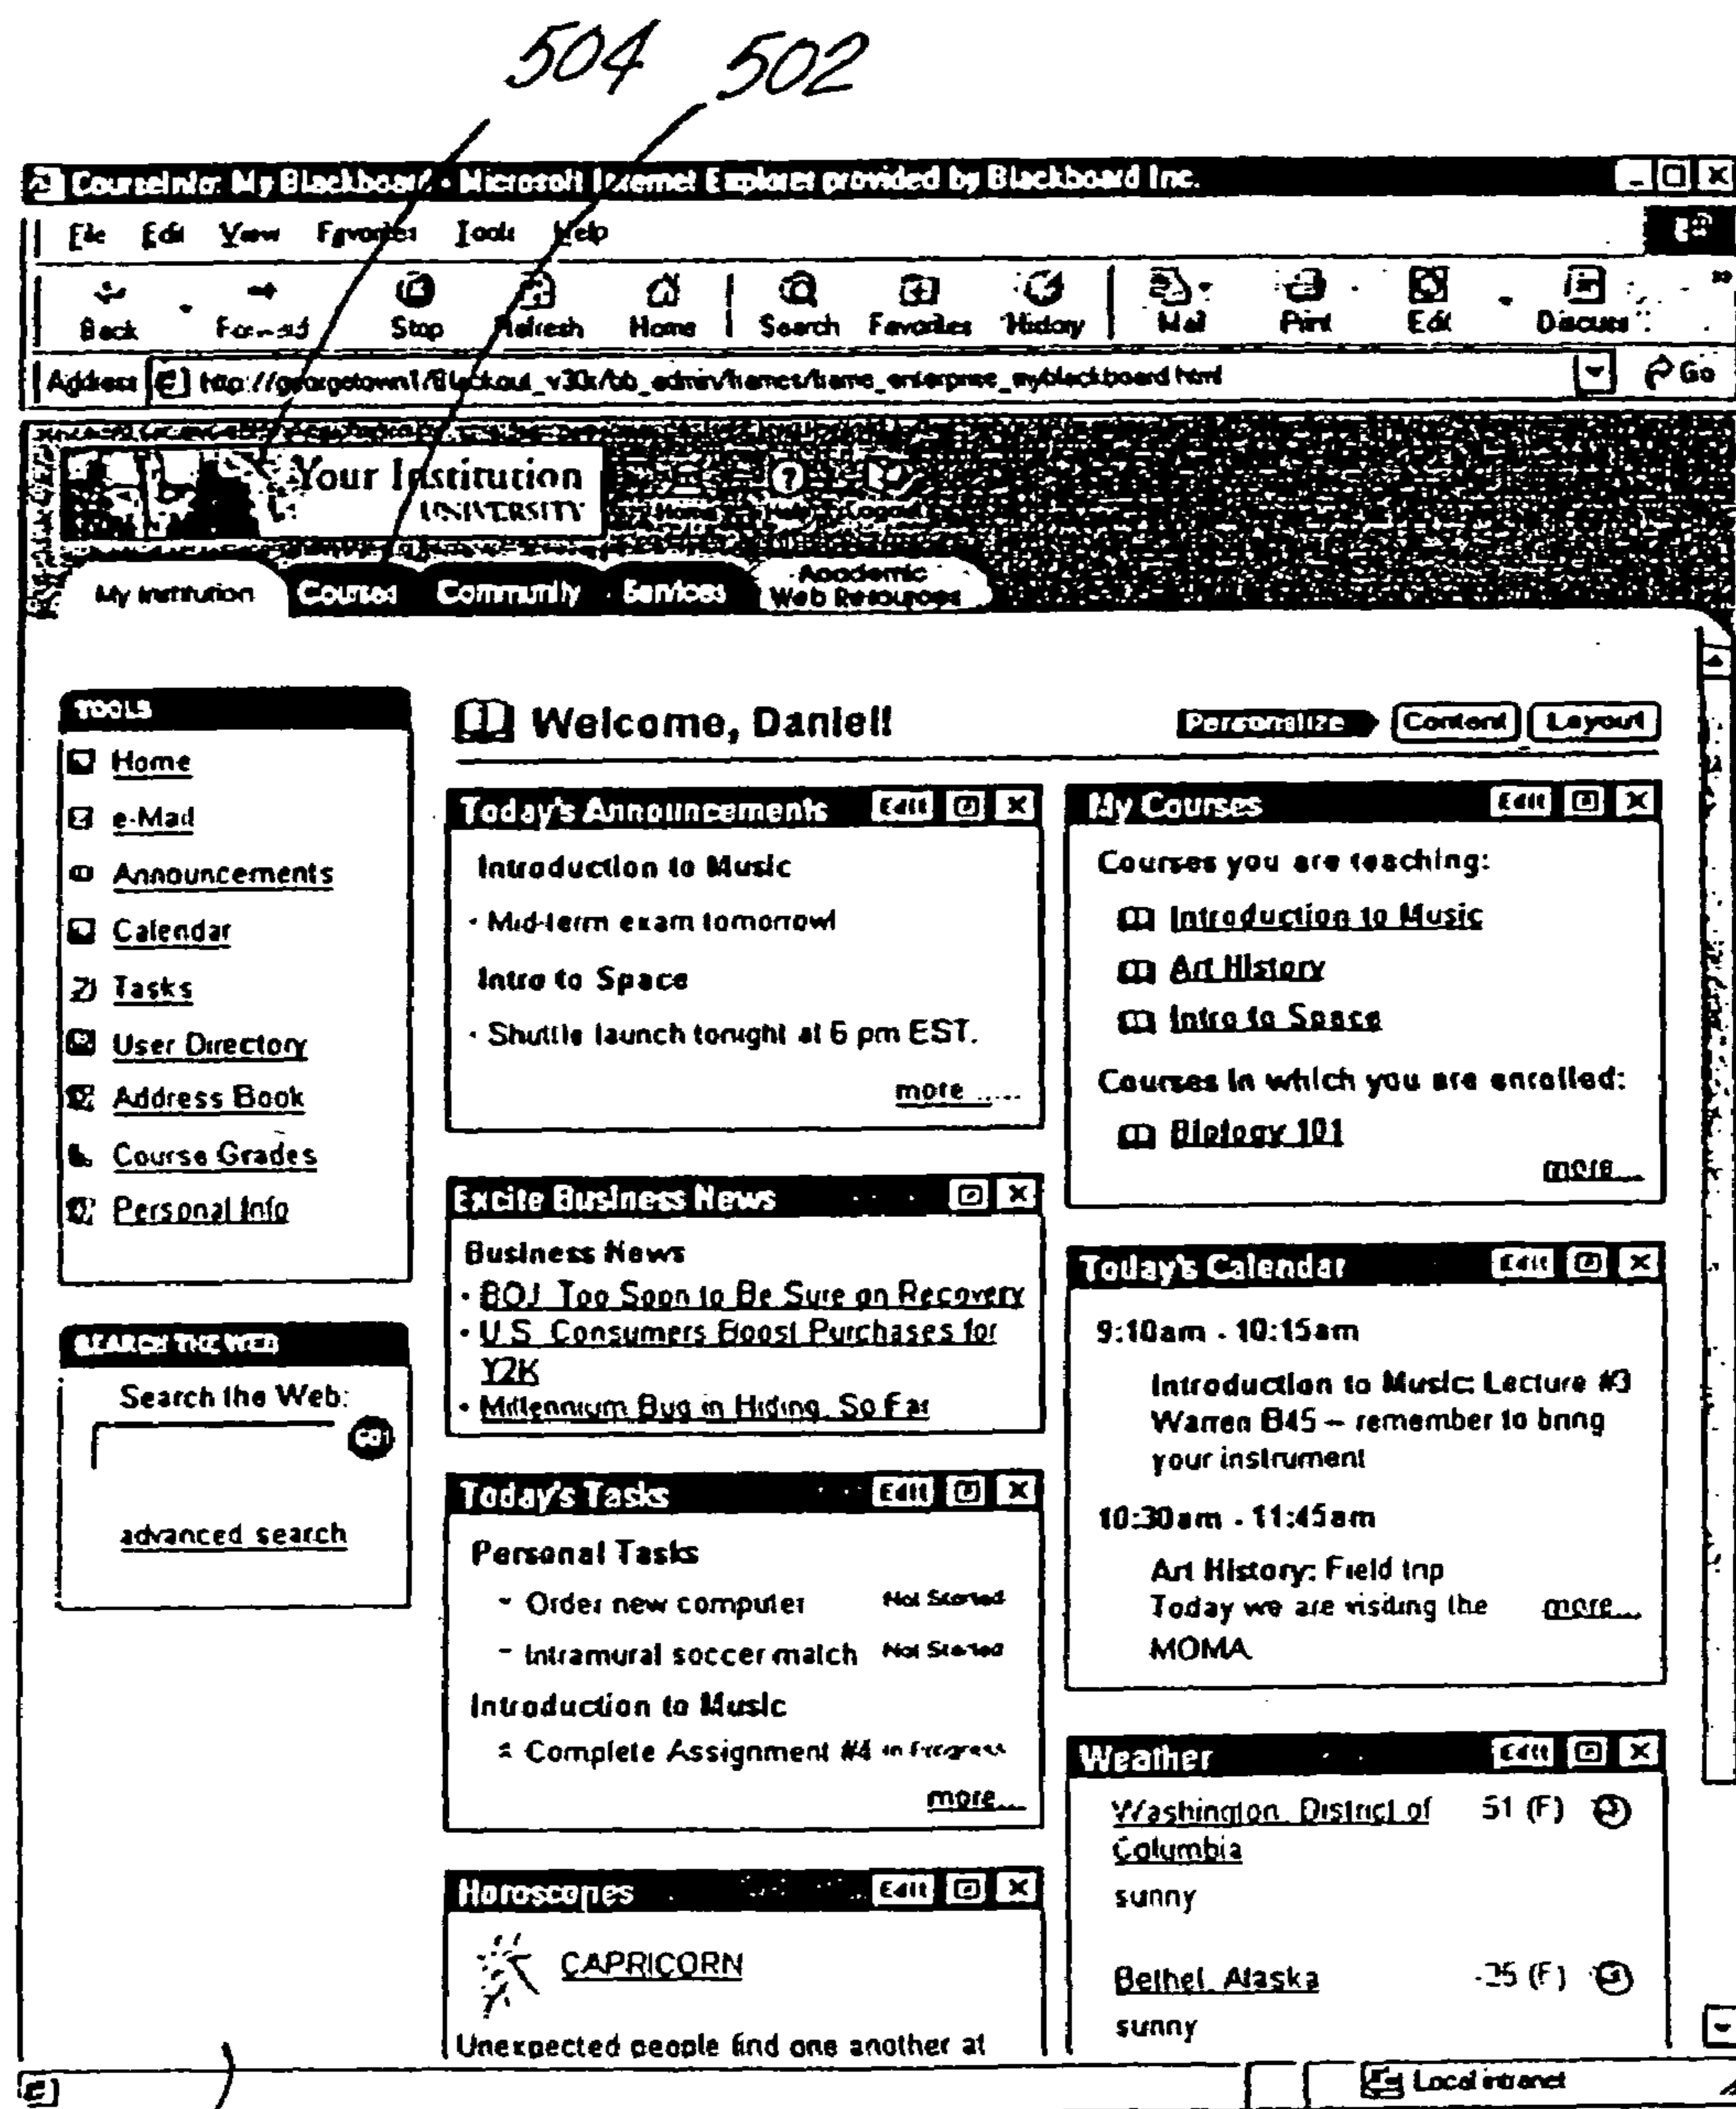 504 502
CourseInfo: My Blackboard - Microsoft Internet Explorer provided by Blackboard Inc.
File Edit View Favorites Tools Help
Back Forward Stop Refresh Home Search Favorites History Mail Print Edit Discuss
Address http://georgetown1/Blackout_v30x/bb_admin/frames/frame_enterprise_myblackboard.html Go
Your Institution
UNIVERSITY
Home Help Logout
My Institution Courses Community Services Academic
Web Resources
TOOLS
Home
e-Mail
Announcements
Calendar
Tasks
User Directory
Address Book
Course Grades
Personal Info
SEARCH THE WEB
Search the Web:
GO!
advanced search
Welcome, Daniel!
Personalize Content Layout
Today's Announcements Edit
Introduction to Music
· Mid-term exam tomorrow!
Intro to Space
· Shuttle launch tonight at 6 pm EST.
more .....
Excite Business News
Business News
· BOJ Too Soon to Be Sure on Recovery
· U.S. Consumers Boost Purchases for
Y2K
· Millennium Bug in Hiding, So Far
Today's Tasks Edit
Personal Tasks
Order new computer Not Started
Intramural soccer match Not Started
Introduction to Music
Complete Assignment #4 In Progress
more...
Horoscopes Edit
CAPRICORN
Unexpected people find one another at
My Courses Edit
Courses you are teaching:
Introduction to Music
Art History
Intro to Space
Courses in which you are enrolled:
Biology 101
more...
Today's Calendar Edit
9:10am - 10:15am
Introduction to Music: Lecture #3
Warren B45 -- remember to bring
your instrument
10:30am - 11:45am
Art History: Field trip
Today we are visiting the more...
MOMA.
Weather Edit
Washington, District of 51 (F)
Columbia
sunny
Bethel, Alaska -25 (F)
sunny
Local intranet